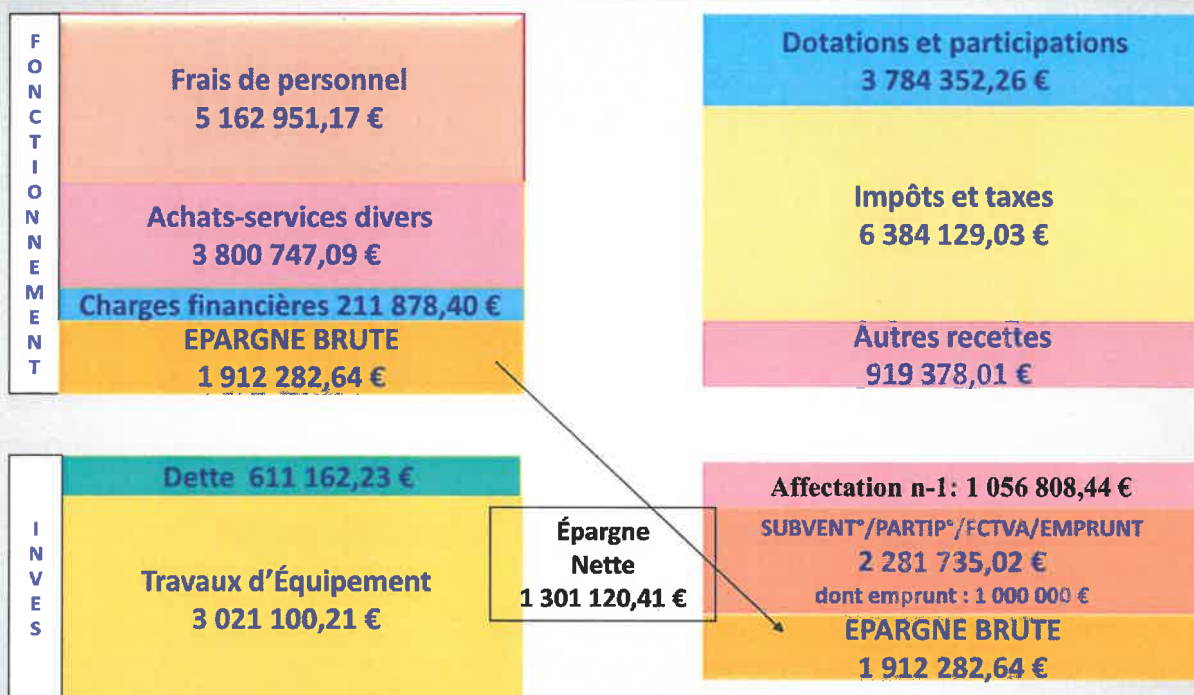 FONCTIONNEMENT
Frais de personnel
5 162 951,17 €
Achats-services divers
3 800 747,09 €
Charges financières 211 878,40 €
EPARGNE BRUTE
1 912 282,64 €
Dotations et participations
3 784 352,26 €
Impôts et taxes
6 384 129,03 €
Autres recettes
919 378,01 €
INVES
Dette 611 162,23 €
Travaux d'Équipement
3 021 100,21 €
Épargne
Nette
1 301 120,41 €
Affectation n-1: 1 056 808,44 €
SUBVENT°/PARTIP°/FCTVA/EMPRUNT
2 281 735,02 €
dont emprunt : 1 000 000 €
EPARGNE BRUTE
1 912 282,64 €